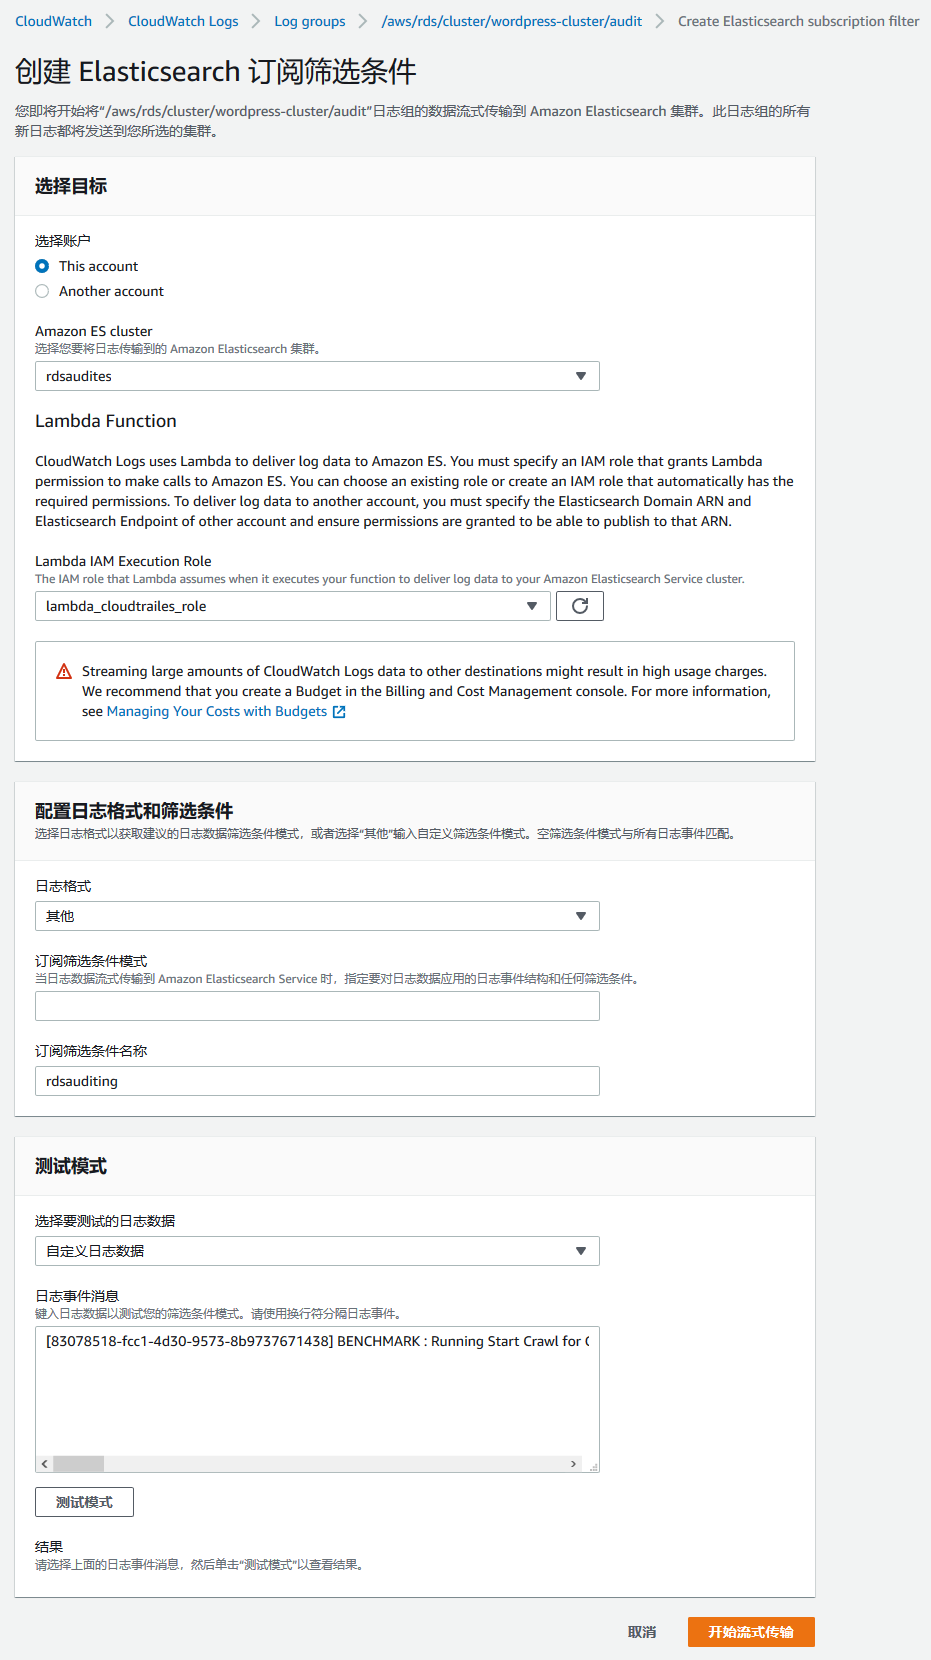 CloudWatch > CloudWatch Logs > Log groups > /aws/rds/cluster/wordpress-cluster/audit > Create Elasticsearch subscription filter
创建 Elasticsearch 订阅筛选条件
您即将开始将“/aws/rds/cluster/wordpress-cluster/audit”日志组的数据流式传输到 Amazon Elasticsearch 集群。此日志组的所有
新日志都将发送到您所选的集群。
选择目标
选择账户
This account
Another account
Amazon ES cluster
选择您要将日志传输到的 Amazon Elasticsearch 集群。
rdsaudites
Lambda Function
CloudWatch Logs uses Lambda to deliver log data to Amazon ES. You must specify an IAM role that grants Lambda
permission to make calls to Amazon ES. You can choose an existing role or create an IAM role that automatically has the
required permissions. To deliver log data to another account, you must specify the Elasticsearch Domain ARN and
Elasticsearch Endpoint of other account and ensure permissions are granted to be able to publish to that ARN.
Lambda IAM Execution Role
The IAM role that Lambda assumes when it executes your function to deliver log data to your Amazon Elasticsearch Service cluster.
lambda_cloudtrailes_role
Streaming large amounts of CloudWatch Logs data to other destinations might result in high usage charges.
We recommend that you create a Budget in the Billing and Cost Management console. For more information,
see Managing Your Costs with Budgets
配置日志格式和筛选条件
选择日志格式以获取建议的日志数据筛选条件模式，或者选择“其他”输入自定义筛选条件模式。空筛选条件模式与所有日志事件匹配。
日志格式
其他
订阅筛选条件模式
当日志数据流式传输到 Amazon Elasticsearch Service 时，指定要对日志数据应用的日志事件结构和任何筛选条件。
订阅筛选条件名称
rdsauditing
测试模式
选择要测试的日志数据
自定义日志数据
日志事件消息
键入日志数据以测试您的筛选条件模式。请使用换行符分隔日志事件。
[83078518-fcc1-4d30-9573-8b9737671438] BENCHMARK : Running Start Crawl for
测试模式
结果
请选择上面的日志事件消息，然后单击“测试模式”以查看结果。
取消
开始流式传输